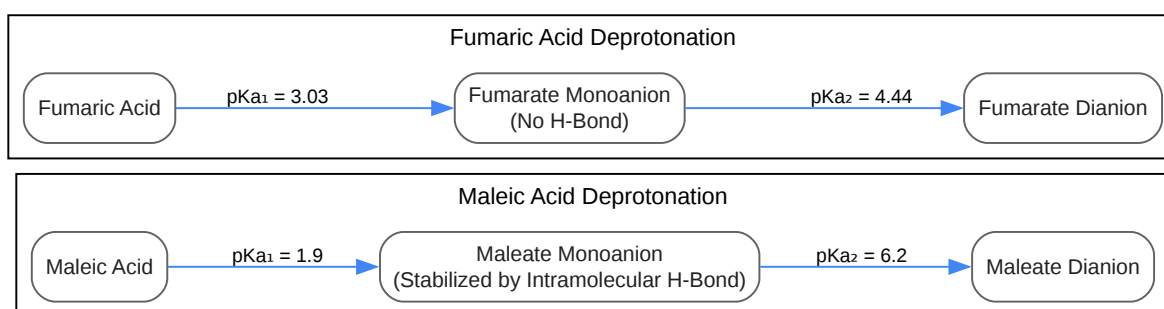 Fumaric Acid Deprotonation
Fumaric Acid
pKa₁ = 3.03
Fumarate Monoanion
(No H-Bond)
pKa₂ = 4.44
Fumarate Dianion
Maleic Acid Deprotonation
Maleic Acid
pKa₁ = 1.9
Maleate Monoanion
(Stabilized by Intramolecular H-Bond)
pKa₂ = 6.2
Maleate Dianion